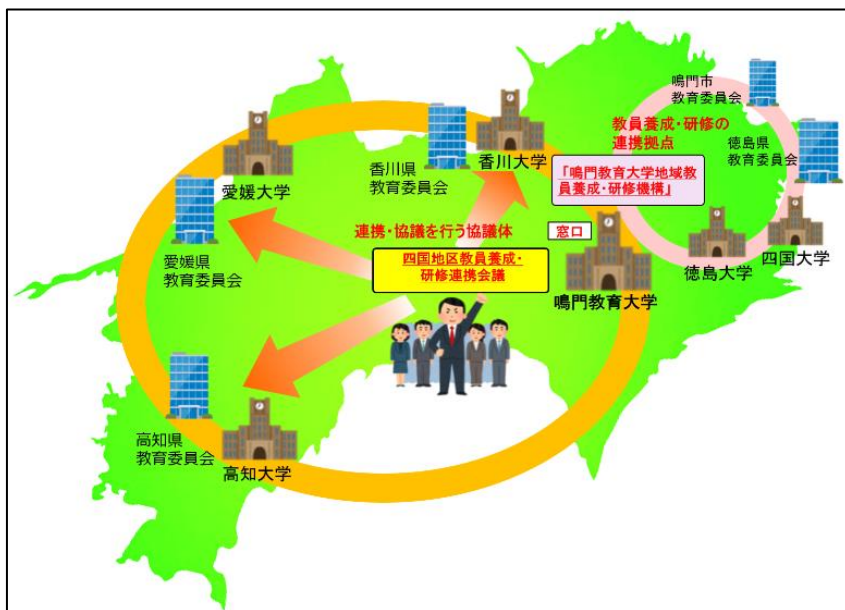 鳴門市
教育委員会
教員養成・研修の
連携拠点
徳島県
教育委員会
香川大学
香川県
教育委員会
「鳴門教育大学地域教
員養成・研修機構」
愛媛大学
連携・協議を行う協議体
窓口
徳島大学
四国大学
愛媛県
教育委員会
四国地区教員養成・
研修連携会議
鳴門教育大学
高知県
教育委員会
高知大学